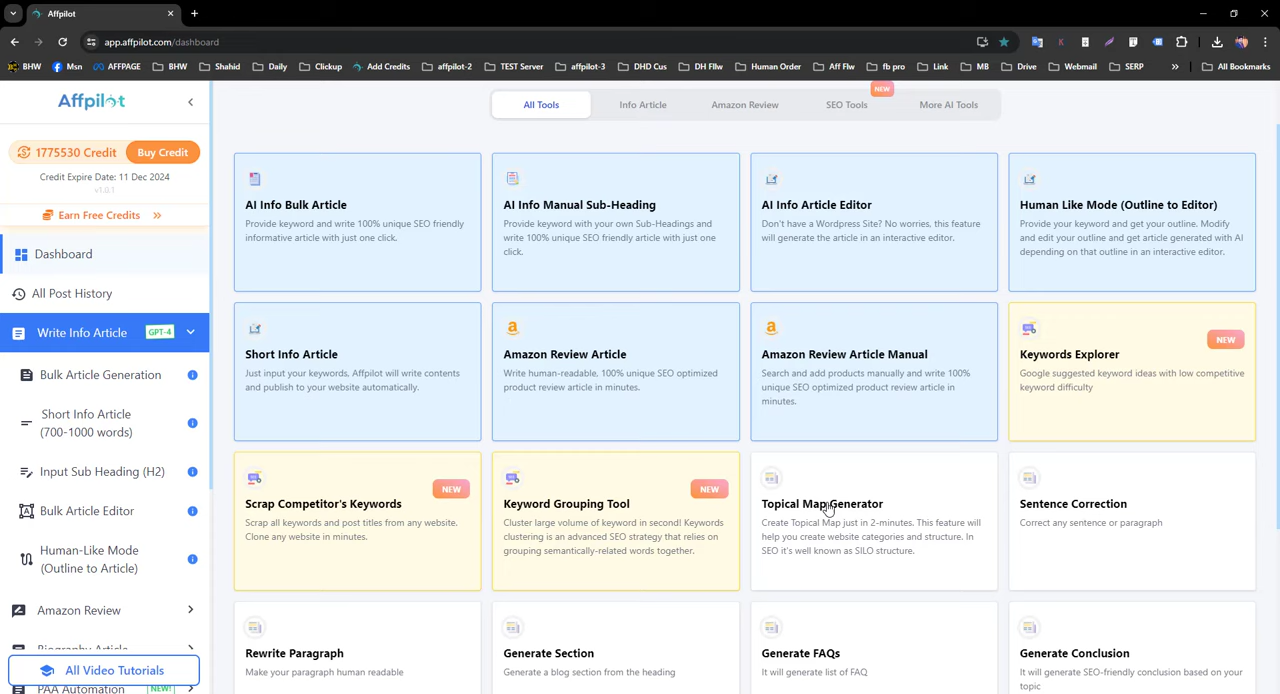 Affpilot
app.affpilot.com/dashboard
BHW
Msn
AFFPAGE
BHW
Shahid
Daily
Clickup
Add Credits
affpilot-2
TEST Server
affpilot-3
DHD Cus
DH Flw
Human Order
Aff Flw
fb pro
Link
MB
Drive
Webmail
SERP
All Bookmarks
Affpilot
1775530 Credit
Buy Credit
Credit Expire Date: 11 Dec 2024
v1.0.1
Earn Free Credits
Dashboard
All Post History
Write Info Article
GPT-4
Bulk Article Generation
Short Info Article
(700-1000 words)
Input Sub Heading (H2)
Bulk Article Editor
Human-Like Mode
(Outline to Article)
Amazon Review
Biography Article
All Video Tutorials
PAA Automation
NEW!
All Tools
Info Article
Amazon Review
SEO Tools
NEW
More AI Tools
AI Info Bulk Article
Provide keyword and write 100% unique SEO friendly
informative article with just one click.
AI Info Manual Sub-Heading
Provide keyword with your own Sub-Headings and
write 100% unique SEO friendly article with just one
click.
AI Info Article Editor
Don't have a Wordpress Site? No worries, this feature
will generate the article in an interactive editor.
Human Like Mode (Outline to Editor)
Provide your keyword and get your outline. Modify
and edit your outline and get article generated with AI
depending on that outline in an interactive editor.
Short Info Article
Just input your keywords, Affpilot will write contents
and publish to your website automatically.
Amazon Review Article
Write human-readable, 100% unique SEO optimized
product review article in minutes.
Amazon Review Article Manual
Search and add products manually and write 100%
unique SEO optimized product review article in
minutes.
NEW
Keywords Explorer
Google suggested keyword ideas with low competitive
keyword difficulty
NEW
Scrap Competitor's Keywords
Scrap all keywords and post titles from any website.
Clone any website in minutes.
NEW
Keyword Grouping Tool
Cluster large volume of keyword in second! Keywords
clustering is an advanced SEO strategy that relies on
grouping semantically-related words together.
Topical Map Generator
Create Topical Map just in 2-minutes. This feature will
help you create website categories and structure. In
SEO it's well known as SILO structure.
Sentence Correction
Correct any sentence or paragraph
Rewrite Paragraph
Make your paragraph human readable
Generate Section
Generate a blog section from the heading
Generate FAQs
It will generate list of FAQ
Generate Conclusion
It will generate SEO-friendly conclusion based on your
topic